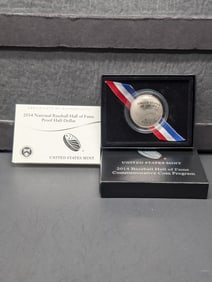 2014 National Baseball Hall of Fame
Proof Half Dollar
UNITED STATES MINT
UNITED STATES MINT
2014 Baseball Hall of Fame
Commemorative Coin Program